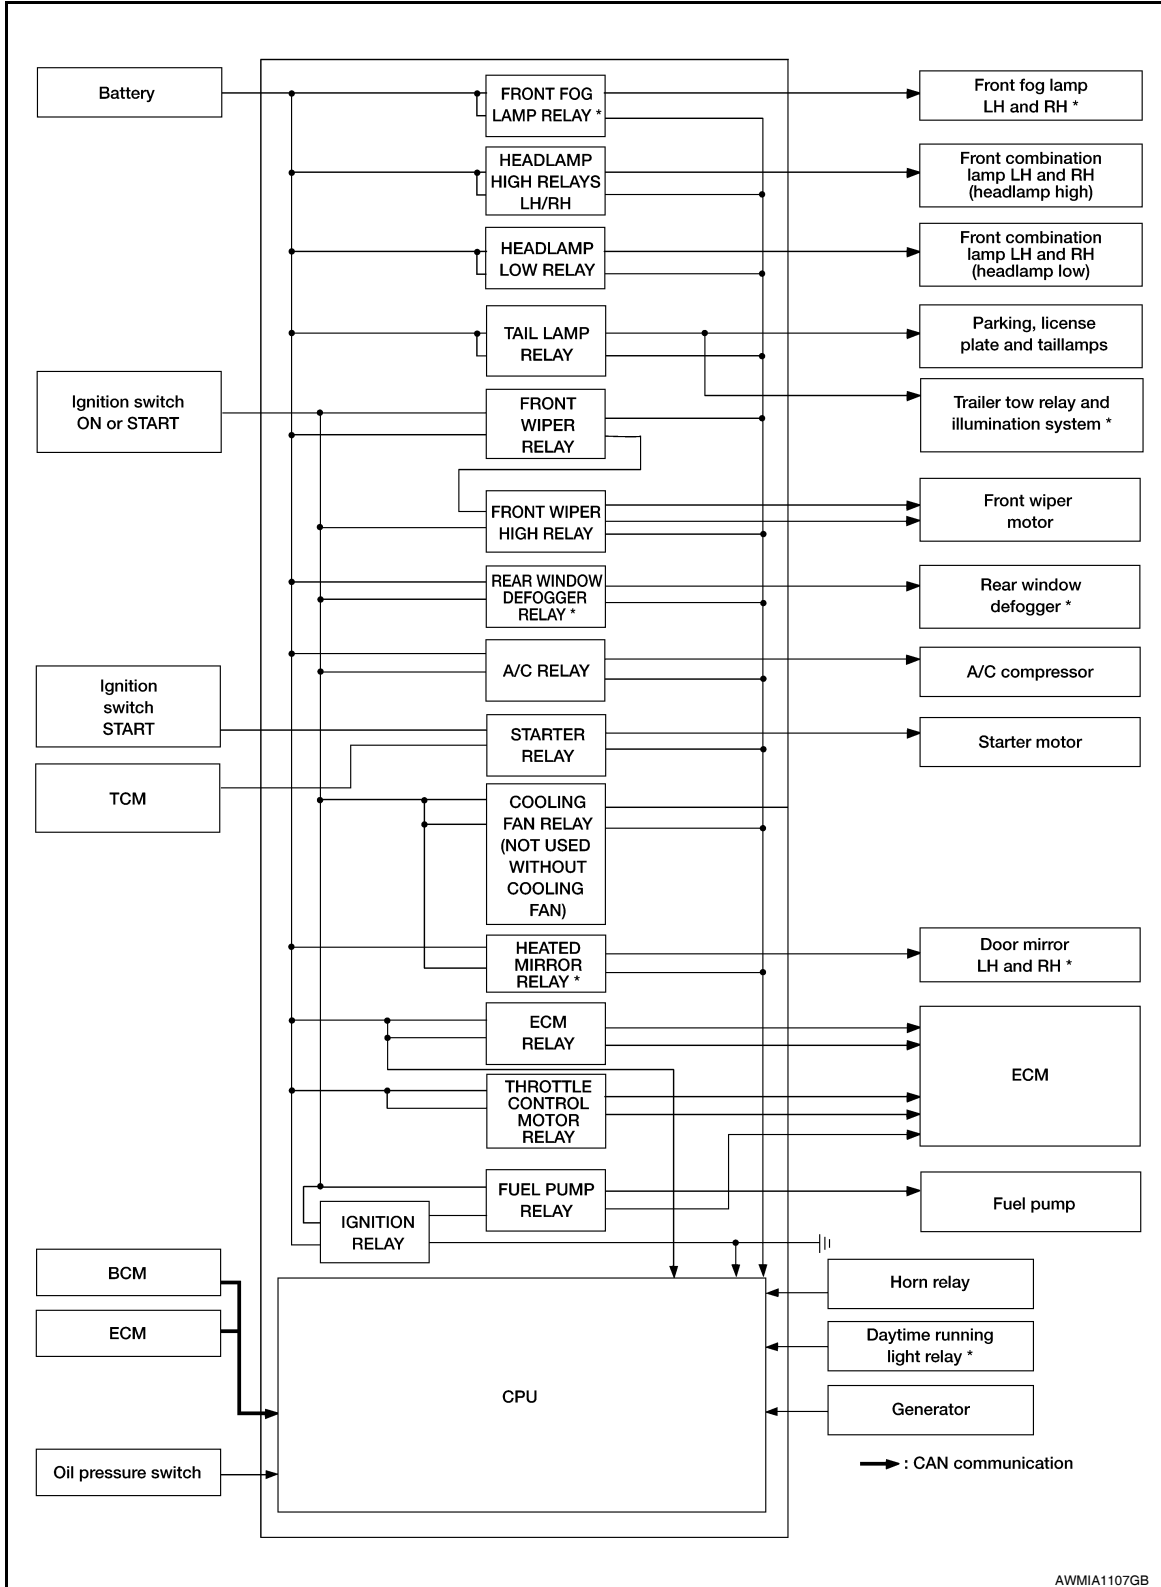 Battery
FRONT FOG
LAMP RELAY *
Front fog lamp
LH and RH *
HEADLAMP
HIGH RELAYS
LH/RH
Front combination
lamp LH and RH
(headlamp high)
HEADLAMP
LOW RELAY
Front combination
lamp LH and RH
(headlamp low)
TAIL LAMP
RELAY
Parking, license
plate and taillamps
Ignition switch
ON or START
FRONT
WIPER
RELAY
Trailer tow relay and
illumination system *
FRONT WIPER
HIGH RELAY
Front wiper
motor
REAR WINDOW
DEFOGGER
RELAY *
Rear window
defogger *
A/C RELAY
A/C compressor
Ignition
switch
START
STARTER
RELAY
Starter motor
TCM
COOLING
FAN RELAY
(NOT USED
WITHOUT
COOLING
FAN)
HEATED
MIRROR
RELAY *
Door mirror
LH and RH *
ECM
RELAY
ECM
THROTTLE
CONTROL
MOTOR
RELAY
FUEL PUMP
RELAY
Fuel pump
IGNITION
RELAY
BCM
ECM
Horn relay
Daytime running
light relay *
CPU
Generator
Oil pressure switch
: CAN communication
AWMIA1107GB